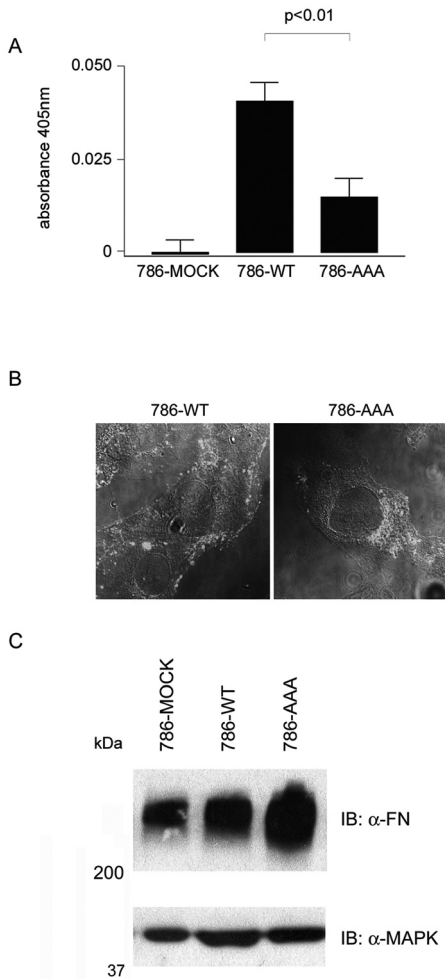 p<0.01
A
absorbance 405nm
0.050
0.025
0
786-MOCK 786-WT 786-AAA
B
786-WT 786-AAA
C
kDa
786-MOCK
786-WT
786-AAA
IB: α-FN
200
IB: α-MAPK
37